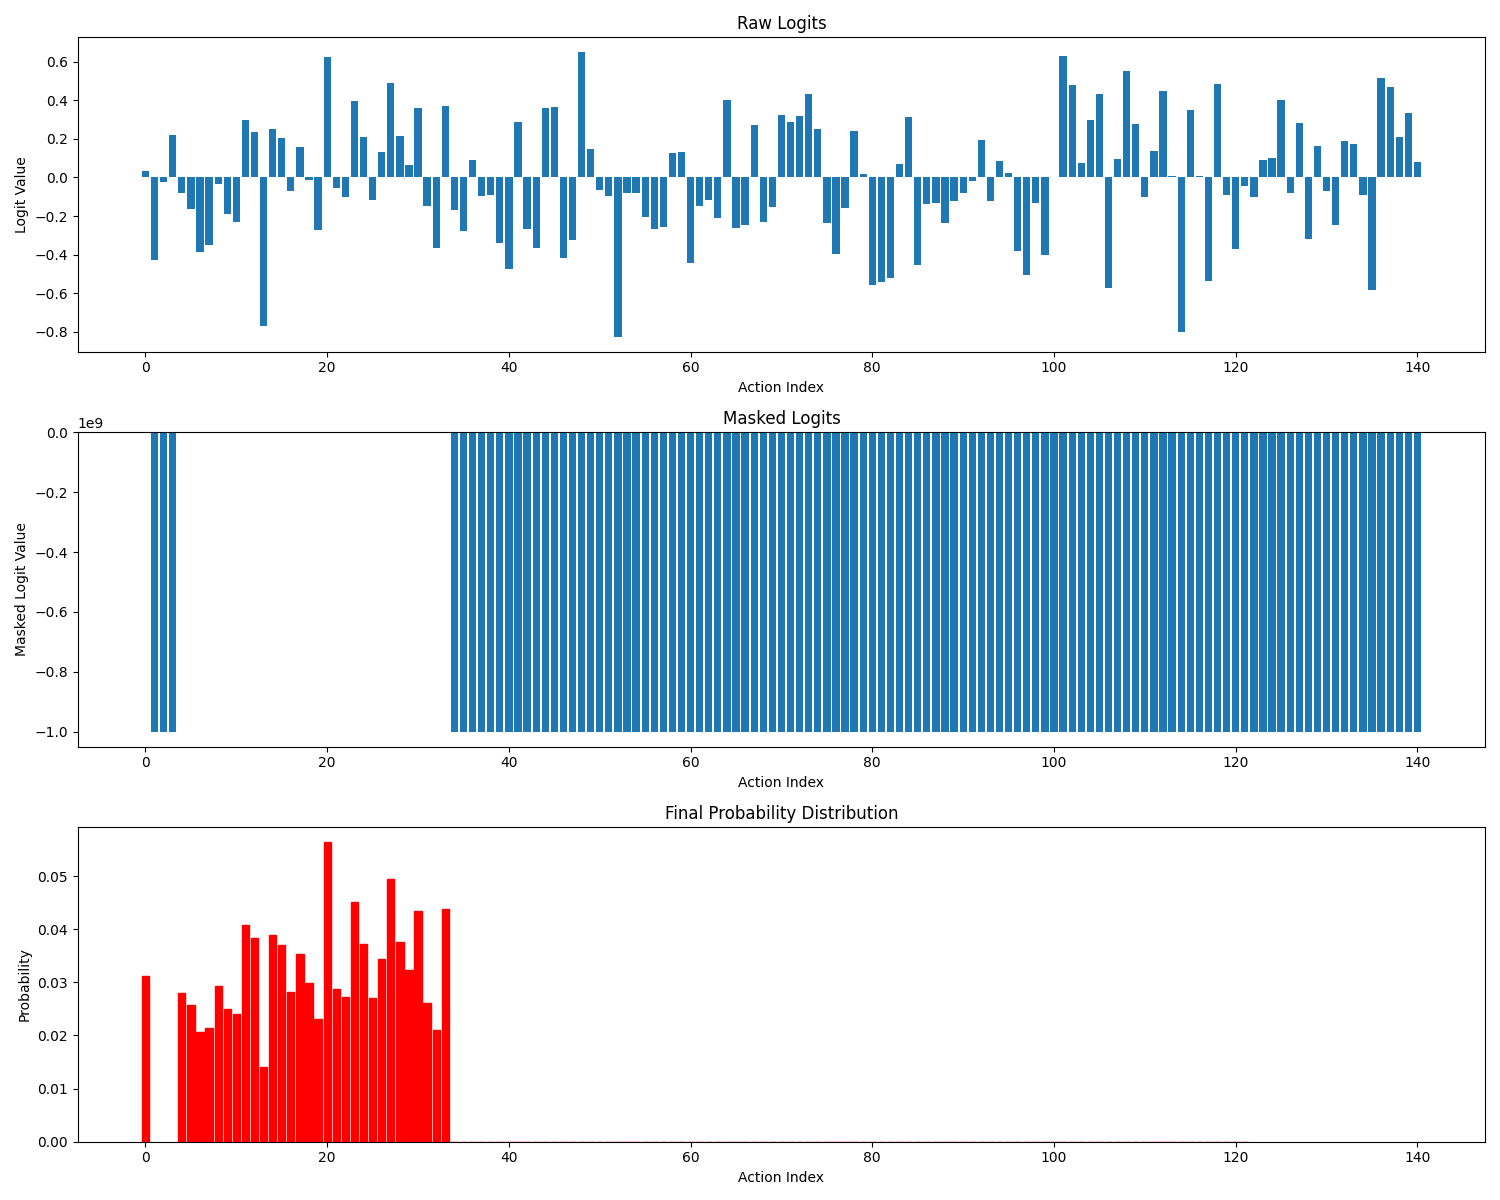 Raw Logits
0.6
0.4
0.2
0.0
−0.2
−0.4
−0.6
−0.8
Logit Value
0 20 40 60 80 100 120 140
Action Index
Masked Logits
1e9
0.0
−0.2
−0.4
−0.6
−0.8
−1.0
Masked Logit Value
0 20 40 60 80 100 120 140
Action Index
Final Probability Distribution
0.05
0.04
0.03
0.02
0.01
0.00
Probability
0 20 40 60 80 100 120 140
Action Index